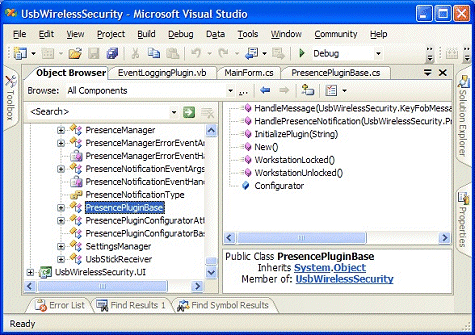 UsbWirelessSecurity - Microsoft Visual Studio
File Edit View Project Build Debug Data Tools Window Community Help
Debug
Object Browser EventLoggingPlugin.vb MainForm.cs PresencePluginBase.cs
Browse: All Components
<Search>
PresenceManager
PresenceManagerErrorEventAr
PresenceManagerErrorEventHa
PresenceNotificationEventArgs
PresenceNotificationEventHand
PresenceNotificationType
PresencePluginBase
PresencePluginConfiguratorAtt
PresencePluginConfiguratorBas
SettingsManager
UsbStickReceiver
UsbWirelessSecurity.UI
HandleMessage(UsbWirelessSecurity.KeyFobMess
HandlePresenceNotification(UsbWirelessSecurity.Pr
InitializePlugin(String)
New()
WorkstationLocked()
WorkstationUnlocked()
Configurator
Public Class PresencePluginBase
Inherits System.Object
Member of: UsbWirelessSecurity
Toolbox
Solution Explorer
Properties
Error List Find Results 1 Find Symbol Results
Ready